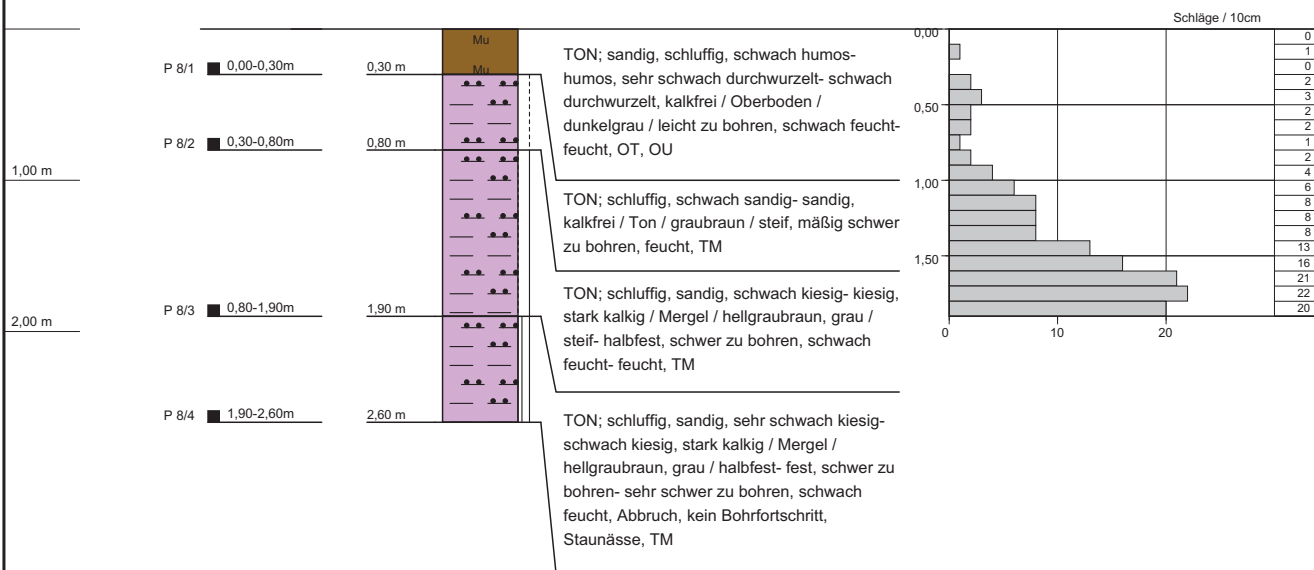 Schläge / 10cm
Mu
Mu
P 8/1 0,00-0,30m 0,30 m
P 8/2 0,30-0,80m 0,80 m
1,00 m
P 8/3 0,80-1,90m 1,90 m
2,00 m
P 8/4 1,90-2,60m 2,60 m
TON; sandig, schluffig, schwach humos-
humos, sehr schwach durchwurzelt- schwach
durchwurzelt, kalkfrei / Oberboden /
dunkelgrau / leicht zu bohren, schwach feucht-
feucht, OT, OU
TON; schluffig, schwach sandig- sandig,
kalkfrei / Ton / graubraun / steif, mäßig schwer
zu bohren, feucht, TM
TON; schluffig, sandig, schwach kiesig- kiesig,
stark kalkig / Mergel / hellgraubraun, grau /
steif- halbfest, schwer zu bohren, schwach
feucht- feucht, TM
TON; schluffig, sandig, sehr schwach kiesig-
schwach kiesig, stark kalkig / Mergel /
hellgraubraun, grau / halbfest- fest, schwer zu
bohren- sehr schwer zu bohren, schwach
feucht, Abbruch, kein Bohrfortschritt,
Staunässe, TM
0,00
0,50
1,00
1,50
0 10 20
0
1
0
2
3
2
2
1
2
4
6
8
8
8
13
16
21
22
20